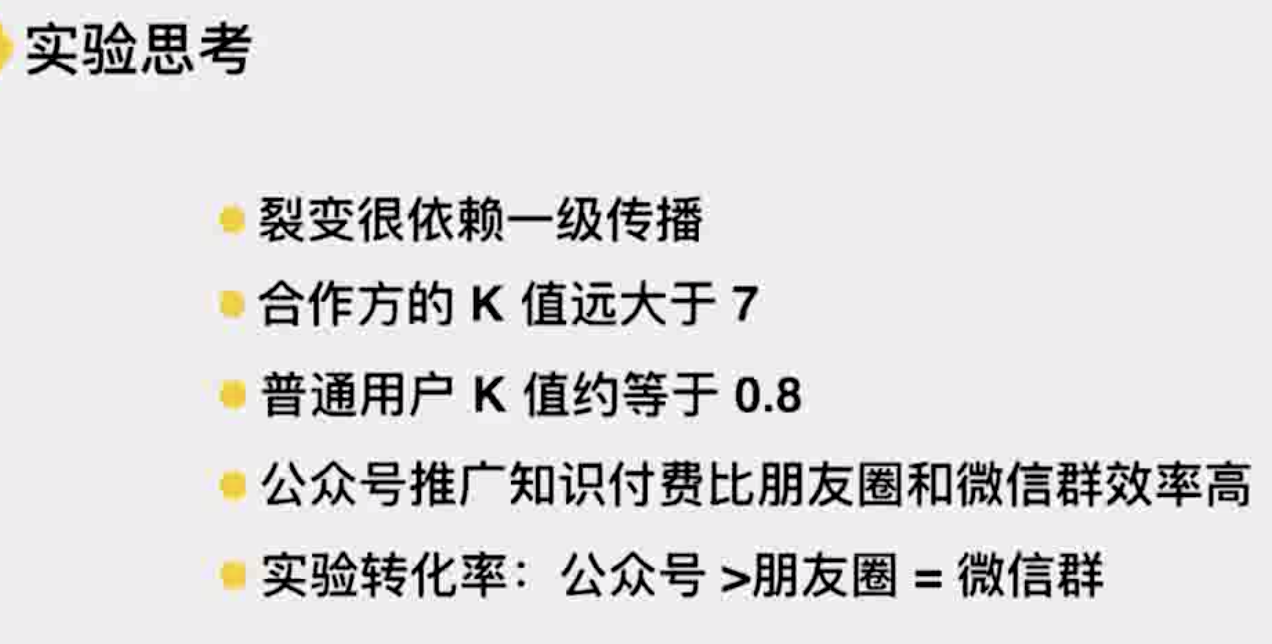 实验思考
裂变很依赖一级传播
合作方的 K 值远大于 7
普通用户 K 值约等于 0.8
公众号推广知识付费比朋友圈和微信群效率高
实验转化率：公众号 >朋友圈 = 微信群